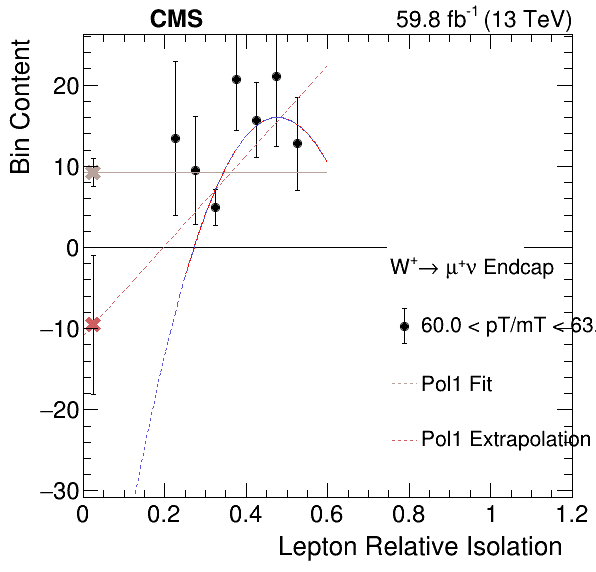 CMS
59.8 fb⁻¹ (13 TeV)
Bin Content
20
10
0
−10
−20
−30
W⁺→ μ⁺ν Endcap
60.0 < pT/mT < 63.
Pol1 Fit
Pol1 Extrapolation
0 0.2 0.4 0.6 0.8 1 1.2
Lepton Relative Isolation